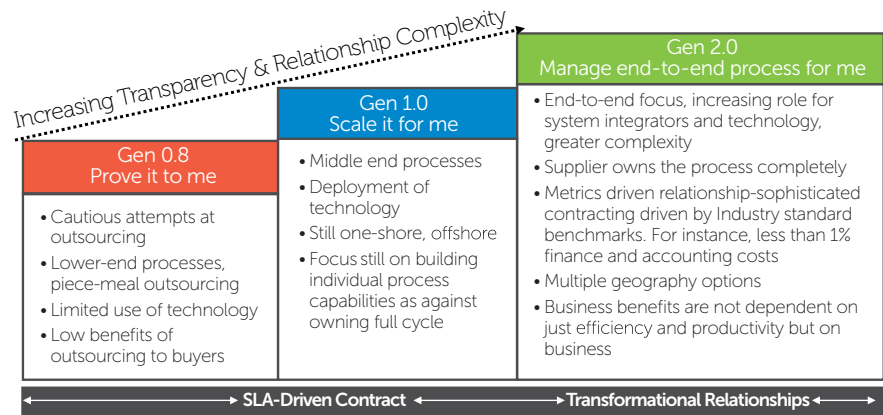 Increasing Transparency & Relationship Complexity
Gen 0.8
Prove it to me
• Cautious attempts at
outsourcing
• Lower-end processes,
piece-meal outsourcing
• Limited use of technology
• Low benefits of
outsourcing to buyers
Gen 1.0
Scale it for me
• Middle end processes
• Deployment of
technology
• Still one-shore, offshore
• Focus still on building
individual process
capabilities as against
owning full cycle
Gen 2.0
Manage end-to-end process for me
• End-to-end focus, increasing role for
system integrators and technology,
greater complexity
• Supplier owns the process completely
• Metrics driven relationship-sophisticated
contracting driven by Industry standard
benchmarks. For instance, less than 1%
finance and accounting costs
• Multiple geography options
• Business benefits are not dependent on
just efficiency and productivity but on
business
SLA-Driven Contract
Transformational Relationships